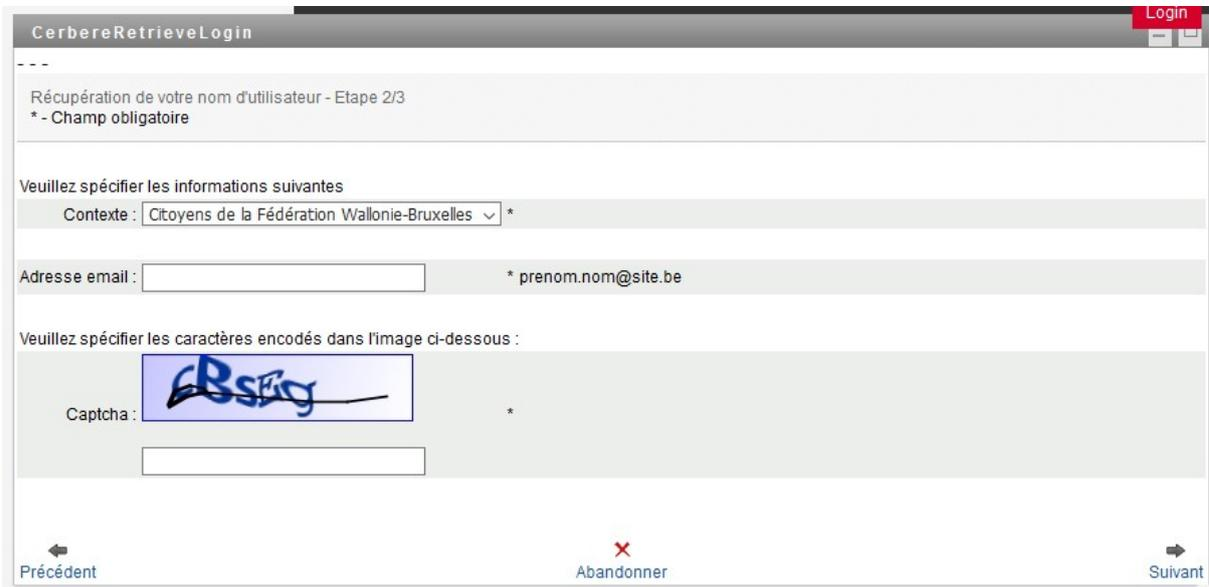 Login
CerbereRetrieveLogin
- - -
Récupération de votre nom d'utilisateur - Etape 2/3
* - Champ obligatoire
Veuillez spécifier les informations suivantes
Contexte : Citoyens de la Fédération Wallonie-Bruxelles *
Adresse email : * prenom.nom@site.be
Veuillez spécifier les caractères encodés dans l'image ci-dessous :
Captcha : *
Précédent Abandonner Suivant